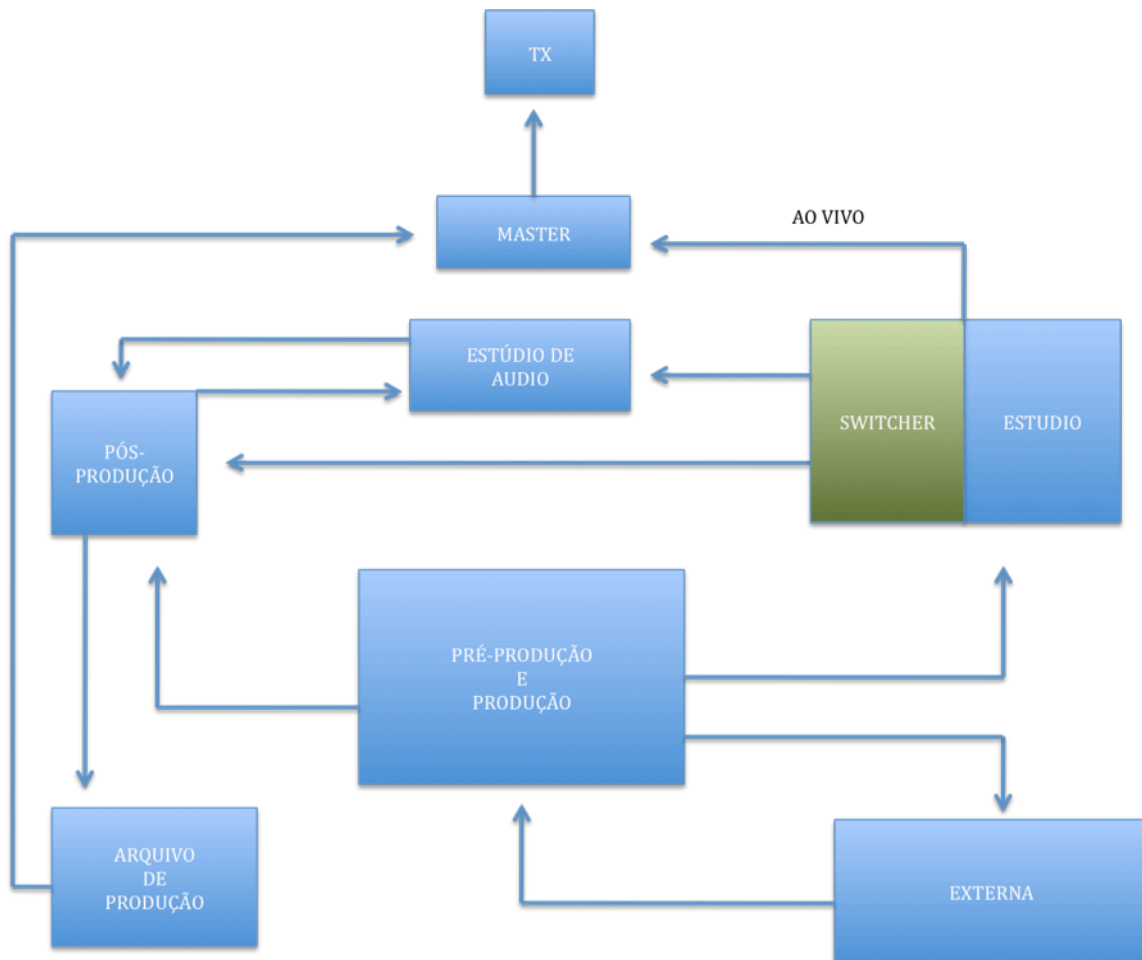 TX
MASTER
AO VIVO
ESTÚDIO DE
AUDIO
SWITCHER
ESTUDIO
PÓS-
PRODUÇÃO
PRÉ-PRODUÇÃO
E
PRODUÇÃO
ARQUIVO
DE
PRODUÇÃO
EXTERNA